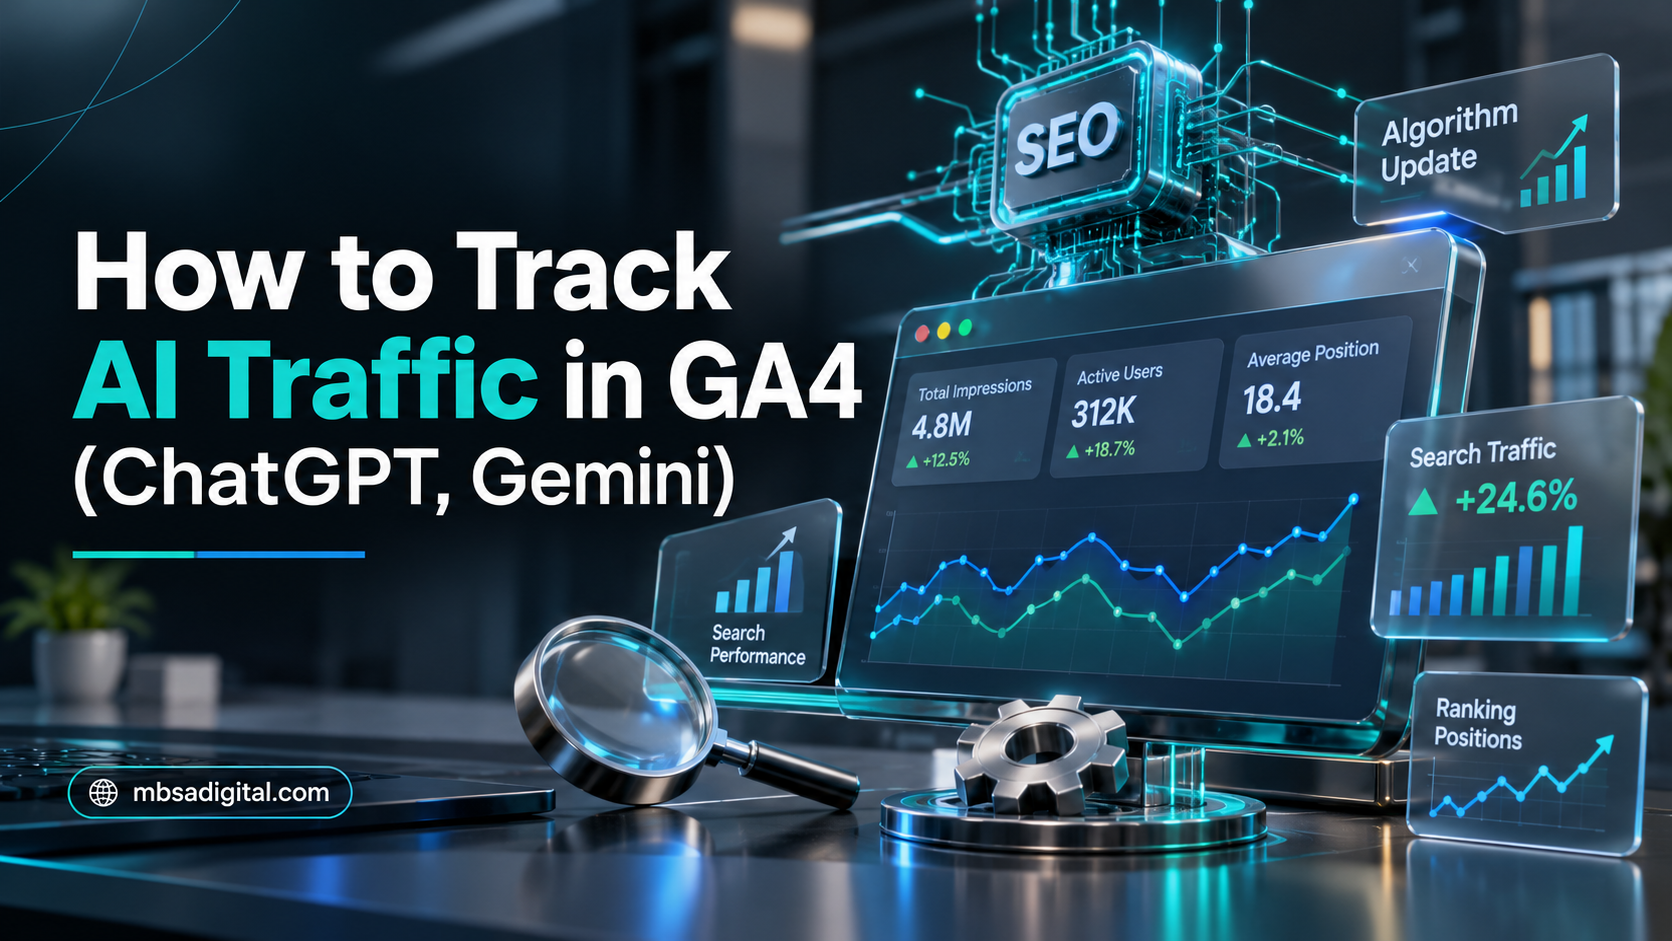 How to Track
AI Traffic in GA4
(ChatGPT, Gemini)
mbsadigital.com
SEO
Algorithm
Update
Total Impressions
4.8M
+12.5%
Active Users
312K
+18.7%
Average Position
18.4
+2.1%
Search Traffic
+24.6%
Search
Performance
Ranking
Positions